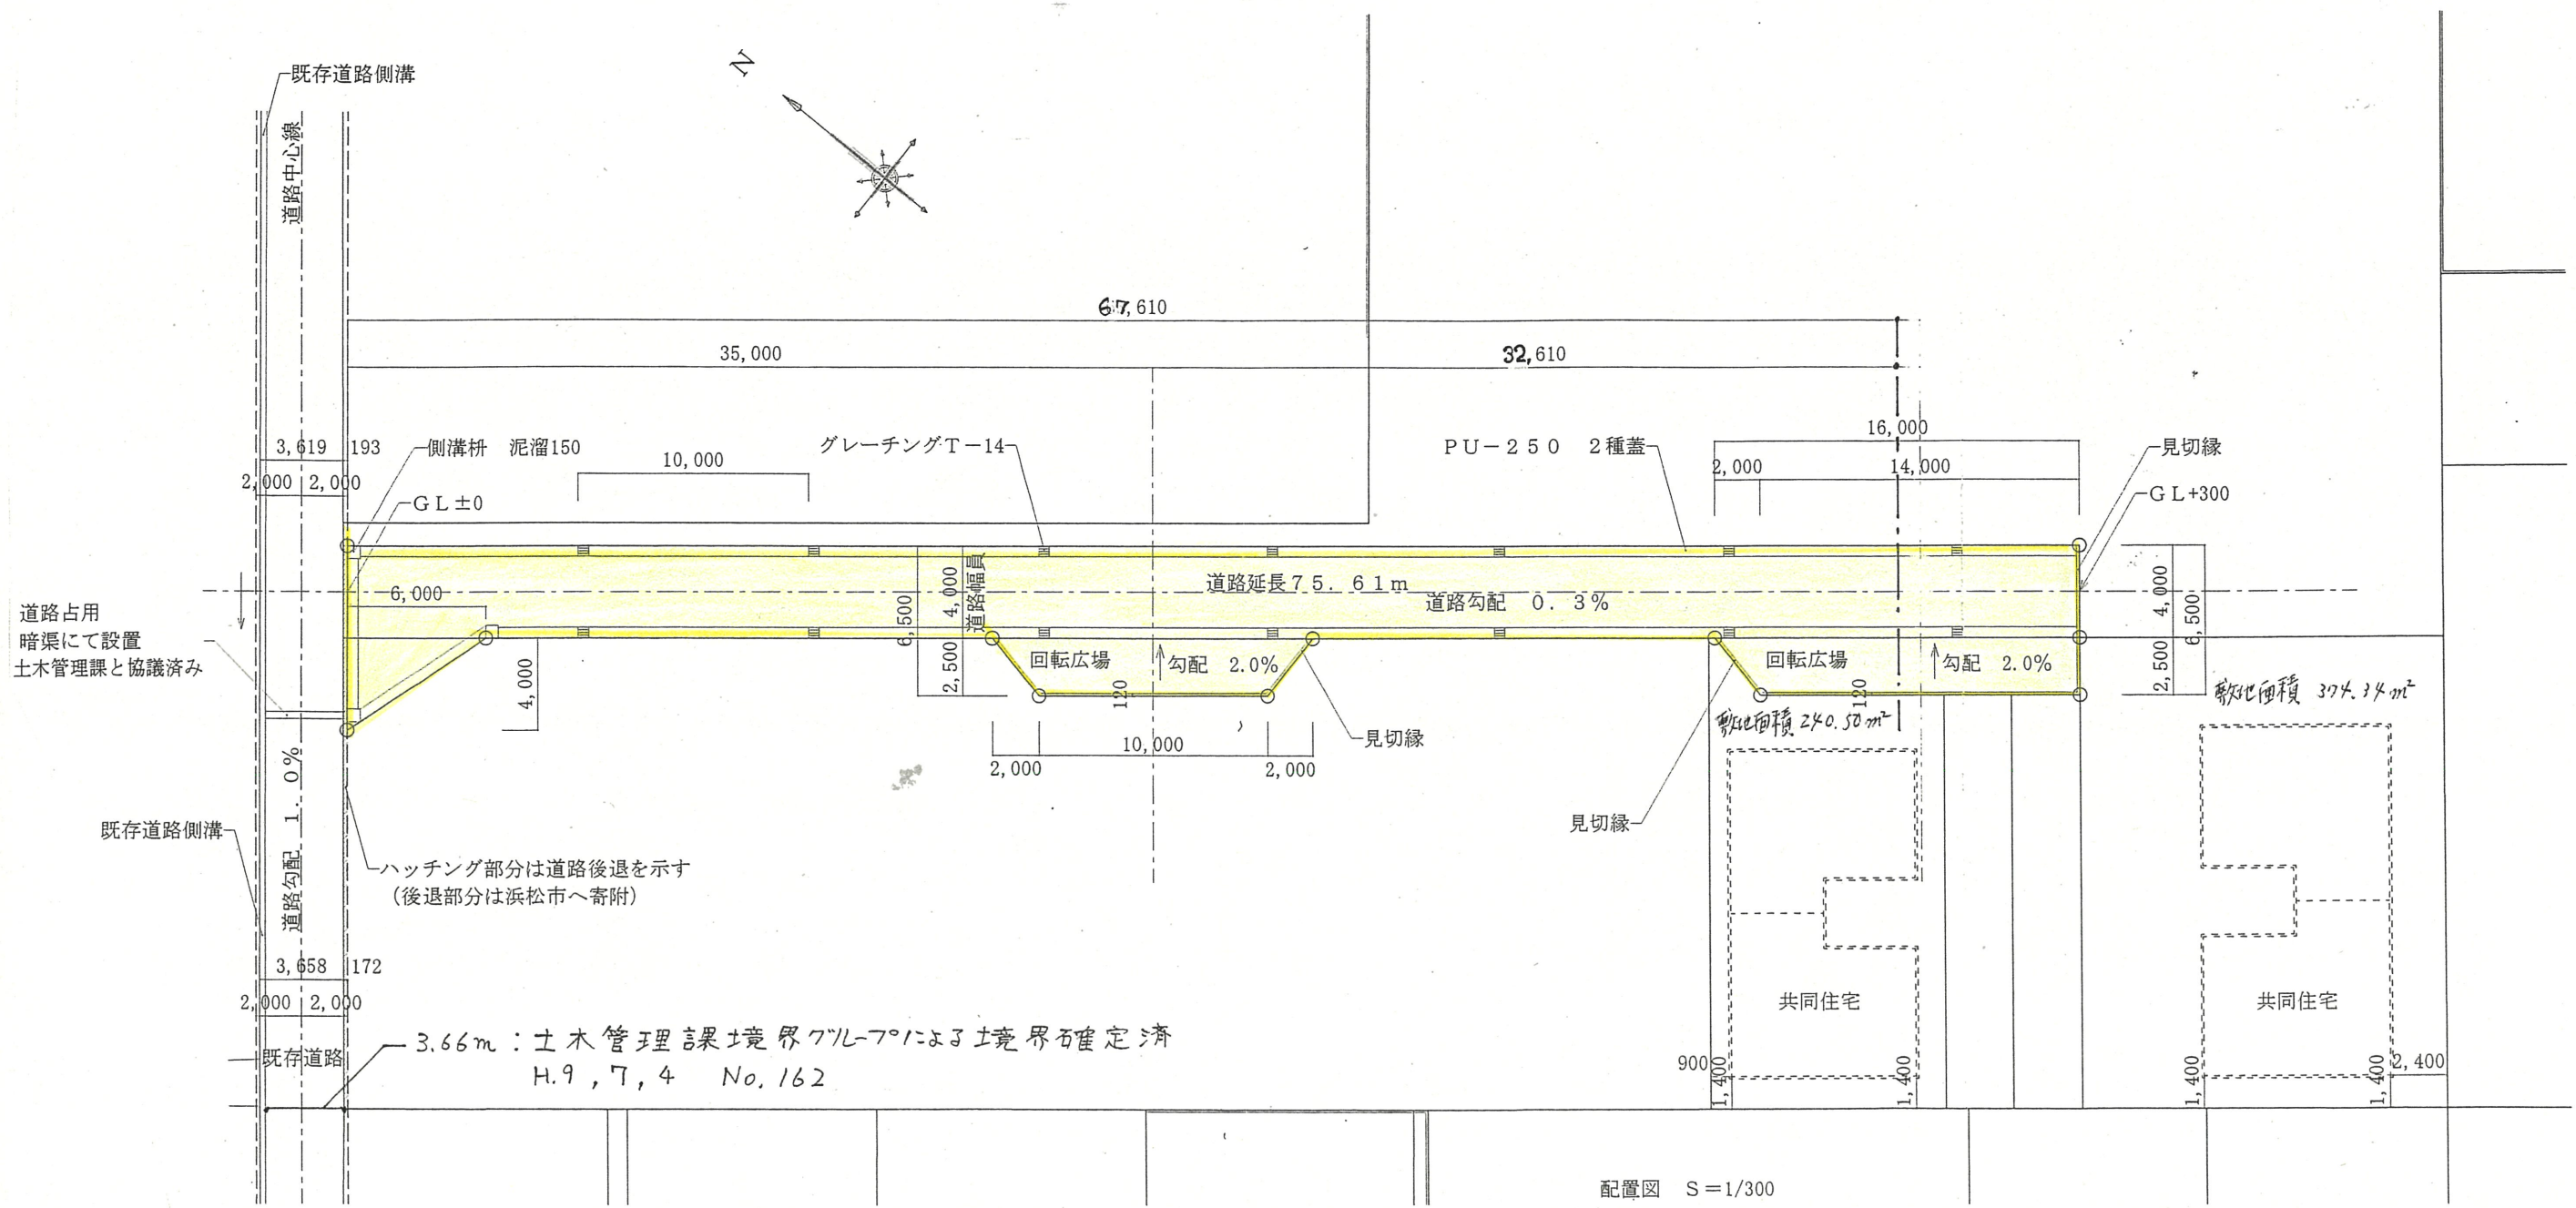 既存道路側溝
道路中心線
N
67,610
35,000
32,610
3,619
193
側溝枡　泥溜150
10,000
グレーチングT－14
PU－250　2種蓋
16,000
見切縁
2,000
2,000
GL±0
2,000
14,000
GL+300
道路占用
暗渠にて設置
土木管理課と協議済み
6,000
6,500
4,000
道路幅員
道路延長75.61m
道路勾配　0.3%
4,000
6,500
4,000
2,500
回転広場
勾配　2.0%
120
回転広場
勾配　2.0%
120
2,500
敷地面積 374.34㎡
敷地面積 240.50㎡
10,000
見切縁
2,000
2,000
道路勾配　1.0%
既存道路側溝
見切縁
ハッチング部分は道路後退を示す
（後退部分は浜松市へ寄附）
3,658
172
2,000
2,000
共同住宅
共同住宅
既存道路
3.66m：土木管理課境界グループによる境界確定済
H.9,7,4　No.162
900
1,400
1,400
1,400
1,400
2,400
配置図　S＝1/300